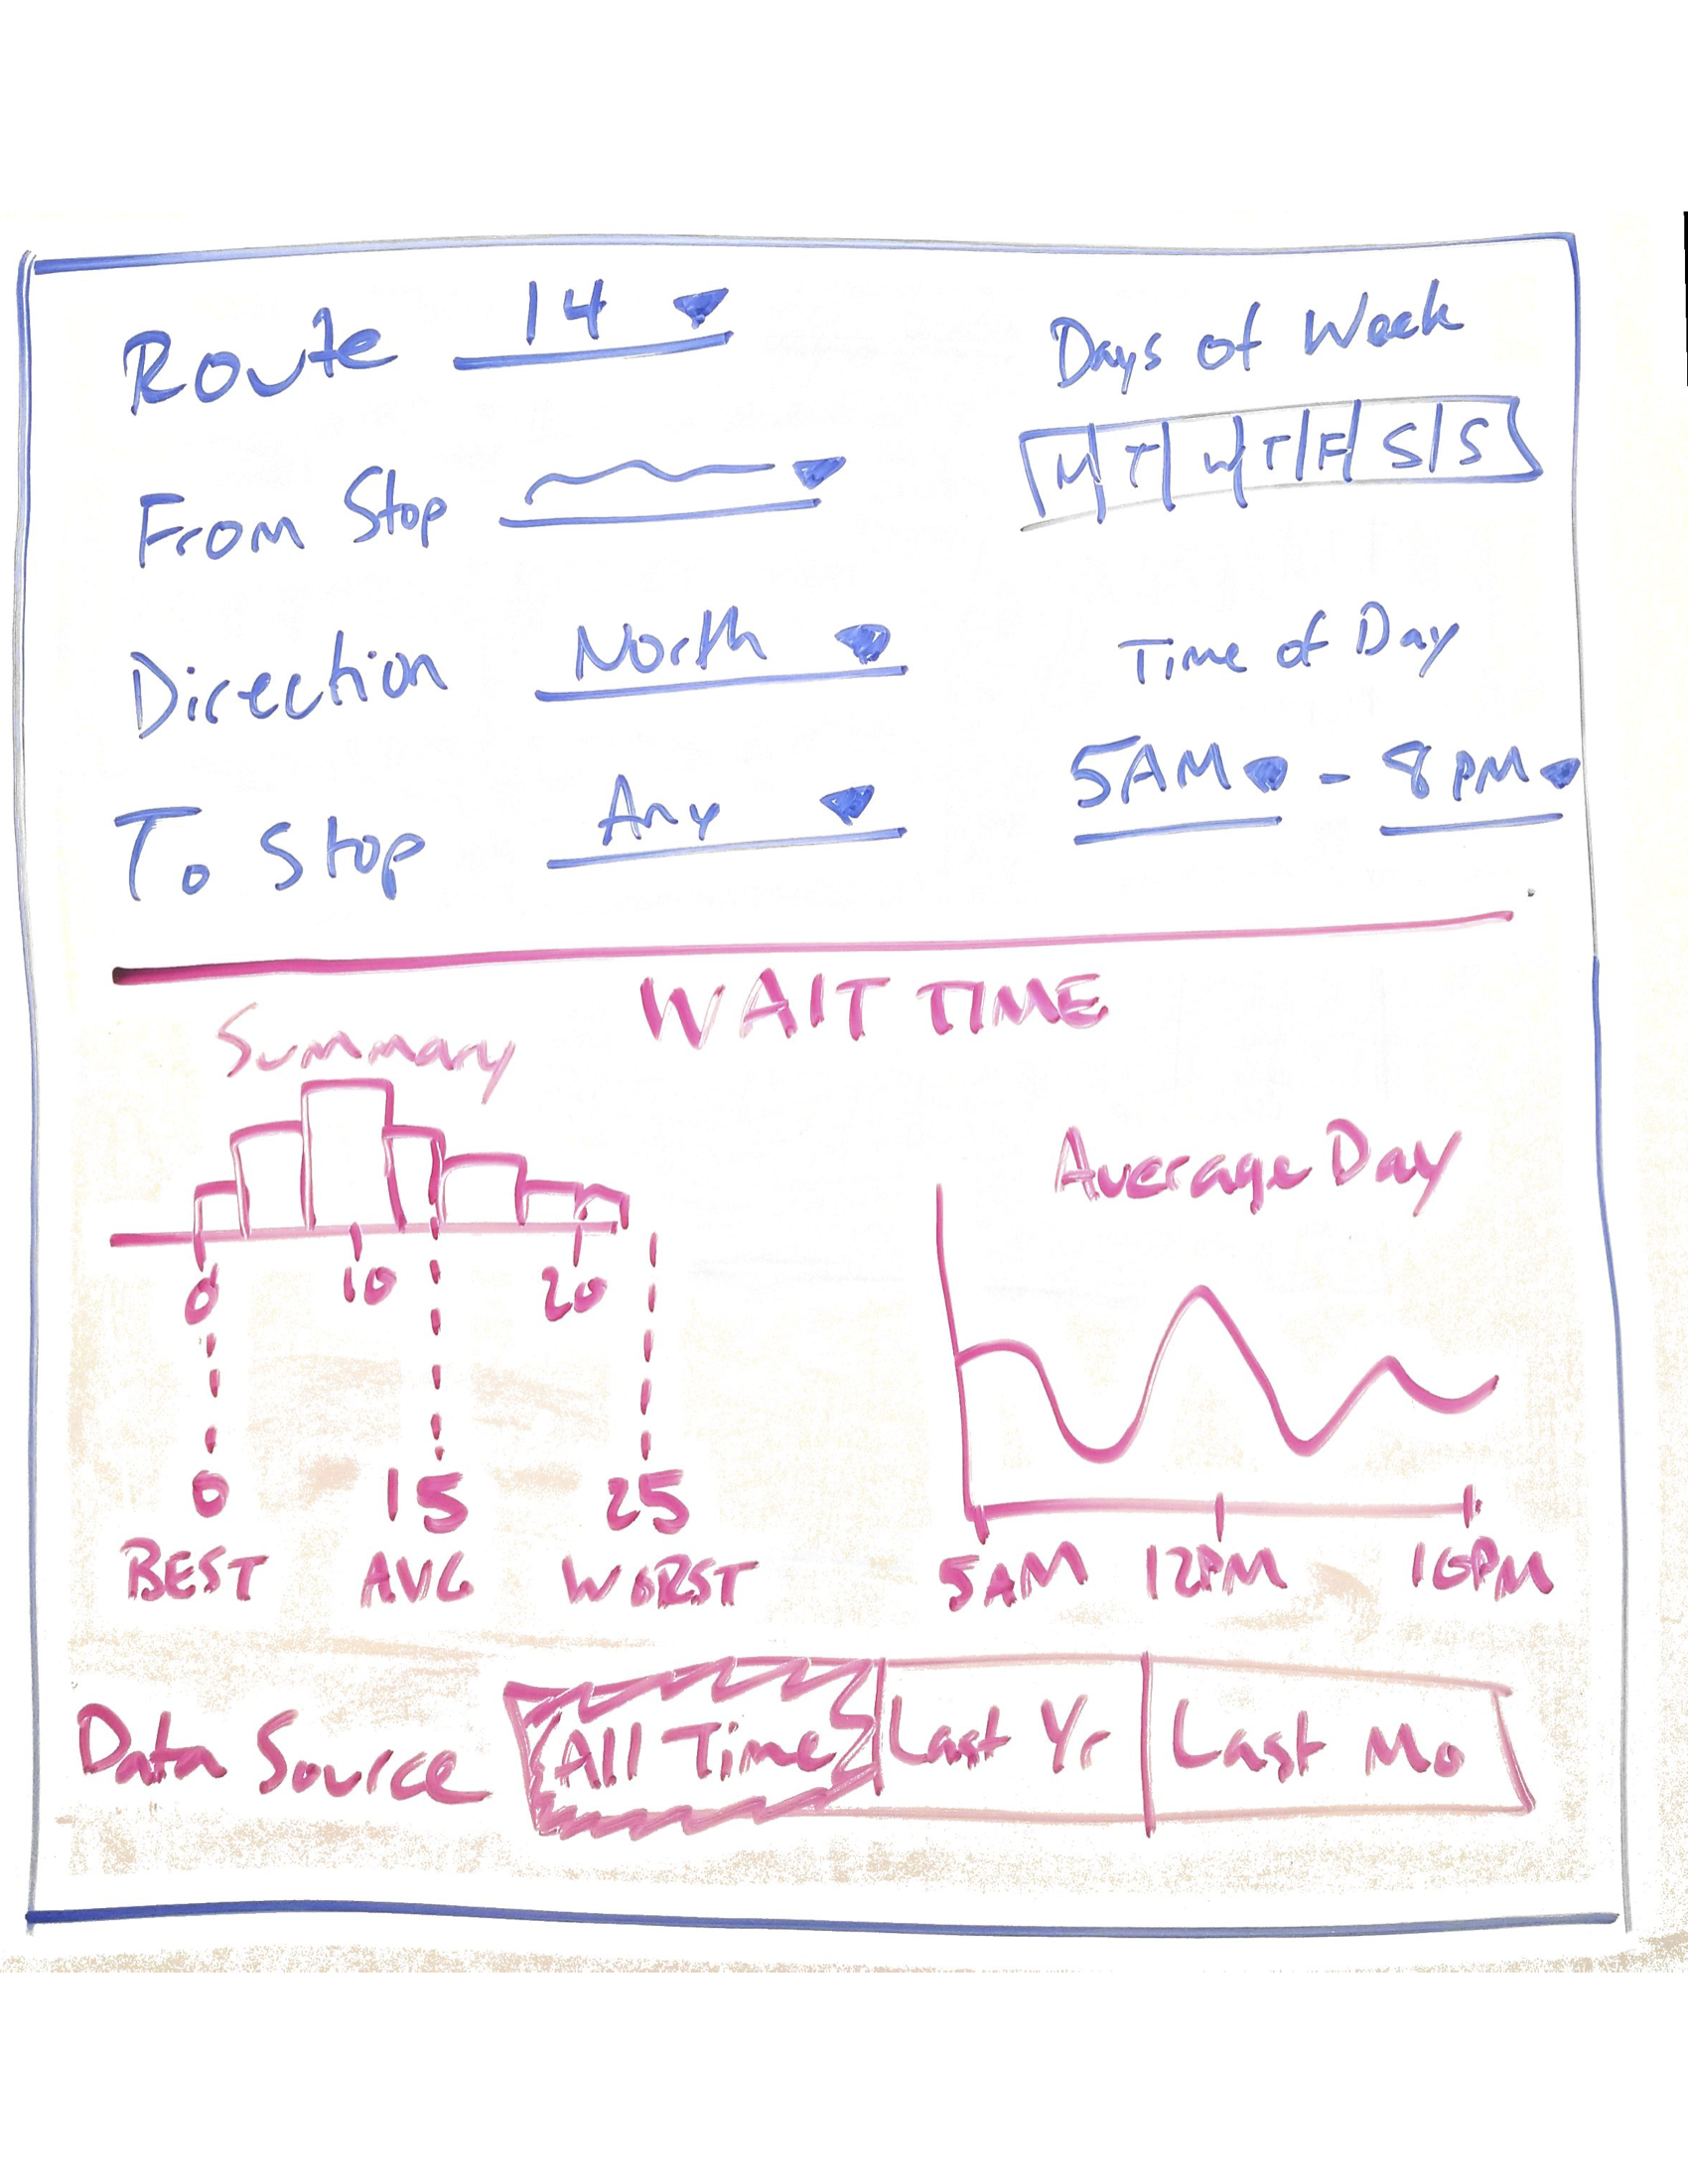 Route 14
From Stop
Direction North
To Stop Any
Days of Week
M T W T F S S
Time of Day
5AM - 8PM
WAIT TIME
Summary
0 10 20
0 15 25
BEST AVG WORST
Average Day
5AM 12PM 10PM
Data Source All Time Last Yr Last Mo